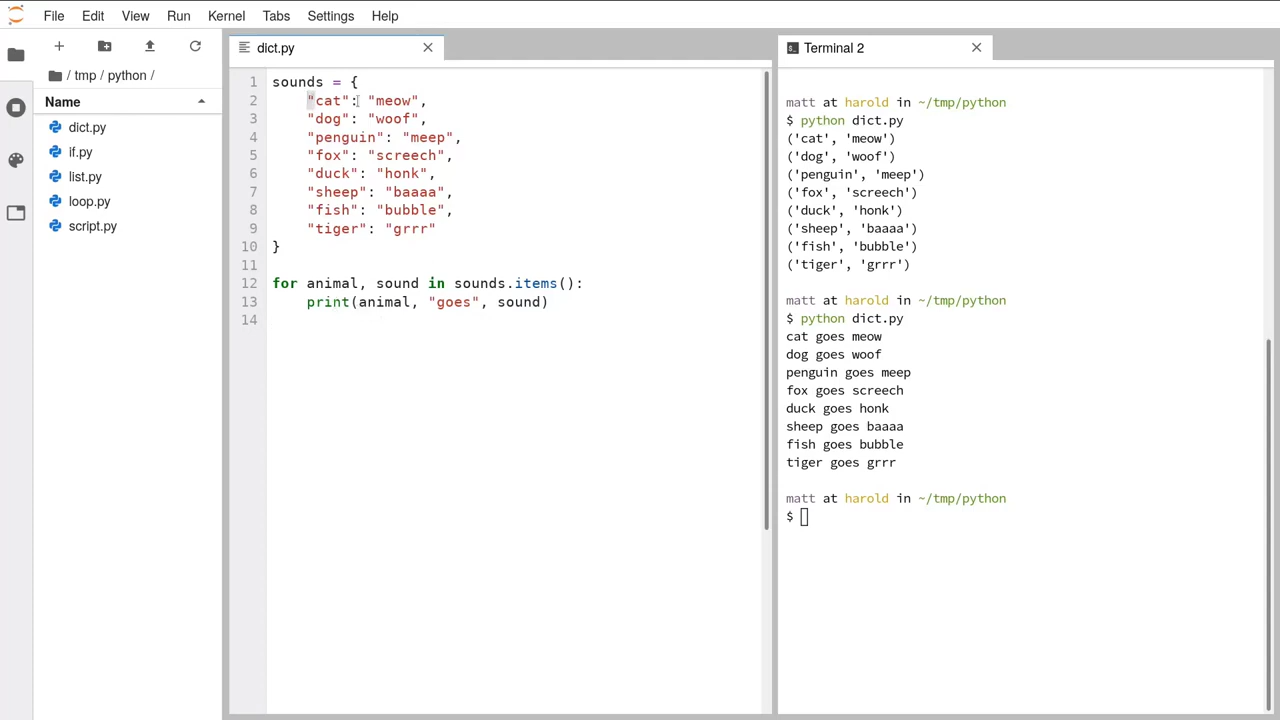 File Edit View Run Kernel Tabs Settings Help
/ tmp / python /
Name
dict.py
if.py
list.py
loop.py
script.py
dict.py
1 sounds = {
2 "cat": "meow",
3 "dog": "woof",
4 "penguin": "meep",
5 "fox": "screech",
6 "duck": "honk",
7 "sheep": "baaaa",
8 "fish": "bubble",
9 "tiger": "grrr"
10 }
11
12 for animal, sound in sounds.items():
13 print(animal, "goes", sound)
14
Terminal 2
matt at harold in ~/tmp/python
$ python dict.py
('cat', 'meow')
('dog', 'woof')
('penguin', 'meep')
('fox', 'screech')
('duck', 'honk')
('sheep', 'baaaa')
('fish', 'bubble')
('tiger', 'grrr')
matt at harold in ~/tmp/python
$ python dict.py
cat goes meow
dog goes woof
penguin goes meep
fox goes screech
duck goes honk
sheep goes baaaa
fish goes bubble
tiger goes grrr
matt at harold in ~/tmp/python
$